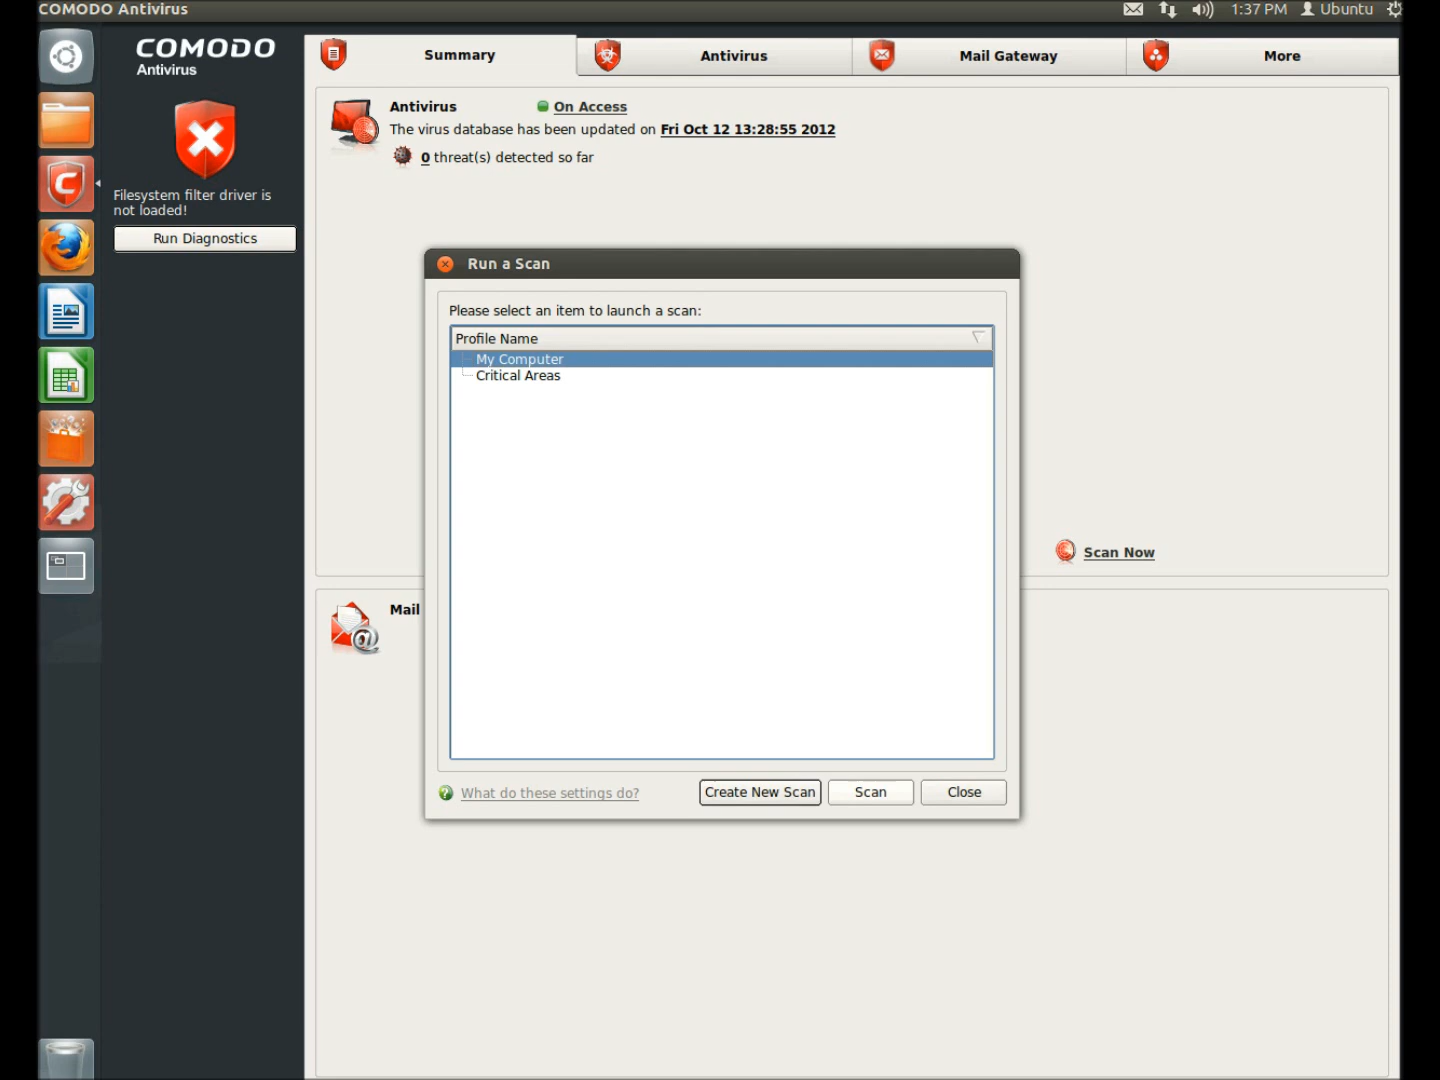 COMODO Antivirus
1:37 PM Ubuntu
COMODO
Antivirus
Filesystem filter driver is
not loaded!
Run Diagnostics
Summary
Antivirus
Mail Gateway
More
Antivirus On Access
The virus database has been updated on Fri Oct 12 13:28:55 2012
0 threat(s) detected so far
Run a Scan
Please select an item to launch a scan:
Profile Name
My Computer
Critical Areas
Scan Now
Mail
What do these settings do?
Create New Scan
Scan
Close